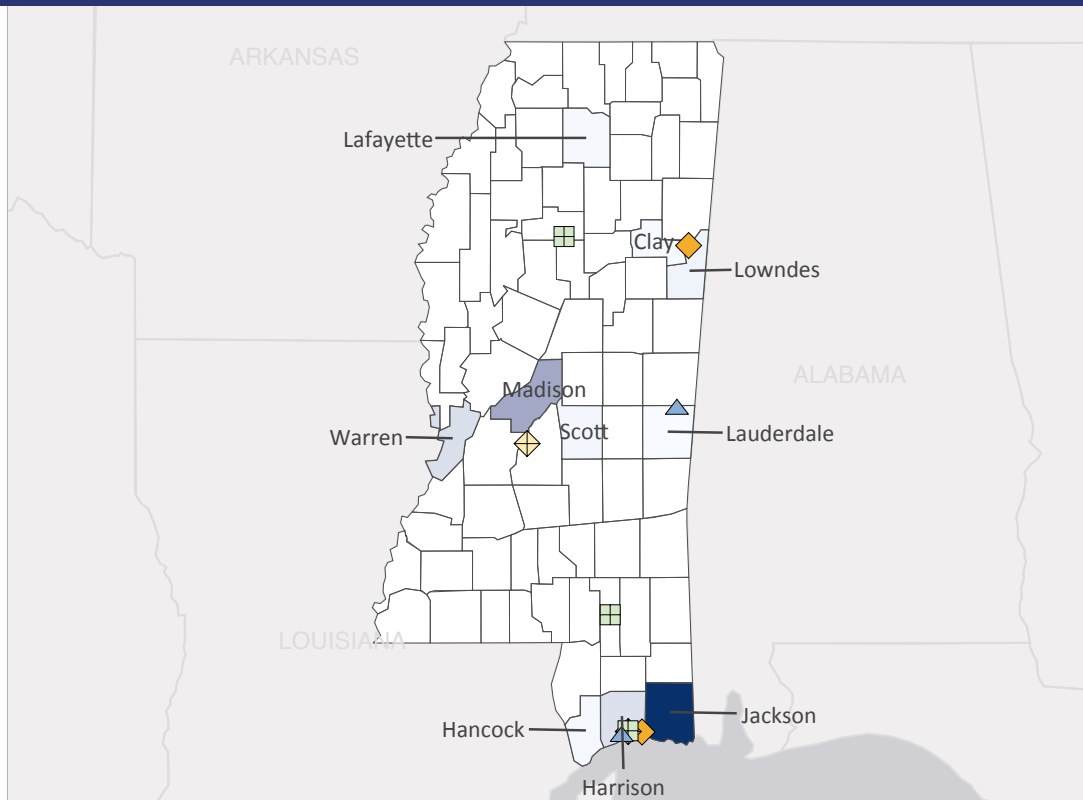 ARKANSAS
Lafayette
Clay
Lowndes
ALABAMA
Madison
Scott
Warren
Lauderdale
LOUISIANA
Jackson
Hancock
Harrison